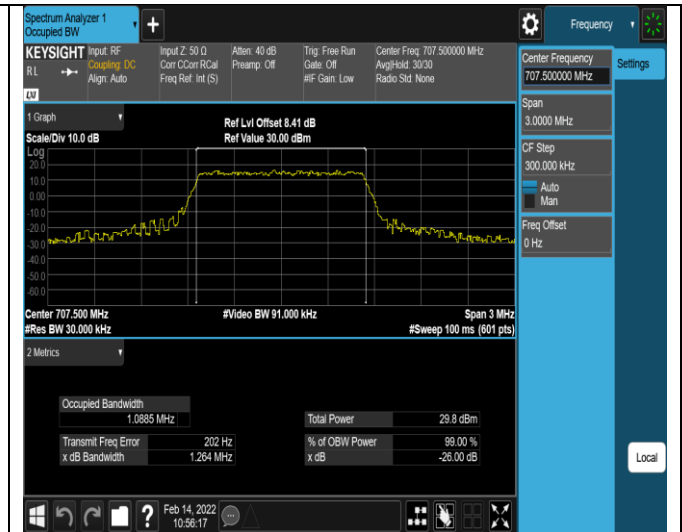 Spectrum Analyzer 1
Occupied BW
+
Frequency
KEYSIGHT
R L
LXI
Input: RF
Coupling: DC
Align: Auto
Input Z: 50 Ω
Corr CCorr RCal
Freq Ref: Int (S)
Atten: 40 dB
Preamp: Off
Trig: Free Run
Gate: Off
#IF Gain: Low
Center Freq: 707.500000 MHz
Avg|Hold: 30/30
Radio Std: None
Center Frequency
707.500000 MHz
Settings
Span
3.0000 MHz
CF Step
300.000 kHz
Auto
Man
Freq Offset
0 Hz
1 Graph
Scale/Div 10.0 dB
Ref Lvl Offset 8.41 dB
Ref Value 30.00 dBm
Log
20.0
10.0
0.00
-10.0
-20.0
-30.0
-40.0
-50.0
-60.0
Center 707.500 MHz
#Res BW 30.000 kHz
#Video BW 91.000 kHz
Span 3 MHz
#Sweep 100 ms (601 pts)
2 Metrics
Occupied Bandwidth
1.0885 MHz
Total Power 29.8 dBm
Transmit Freq Error 202 Hz
% of OBW Power 99.00 %
x dB Bandwidth 1.264 MHz
x dB -26.00 dB
Local
?
Feb 14, 2022
10:56:17